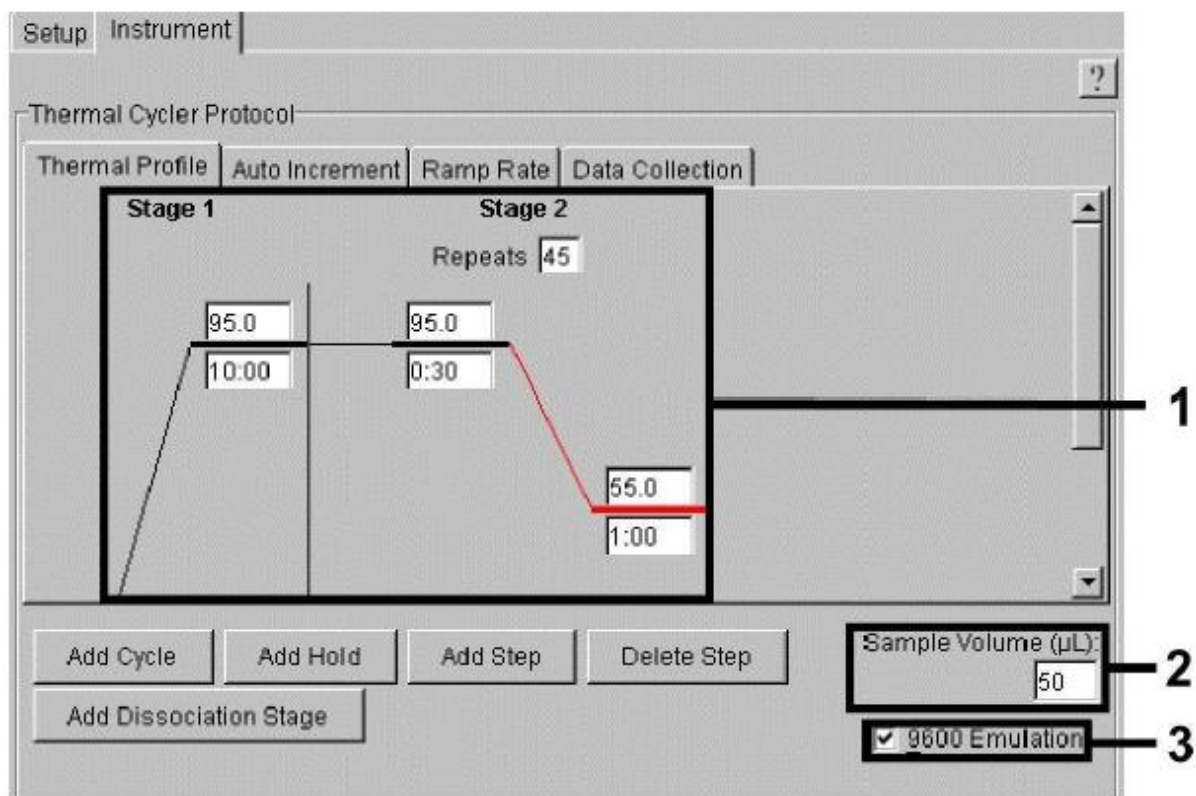 Setup Instrument
?
Thermal Cycler Protocol
Thermal Profile Auto Increment Ramp Rate Data Collection
Stage 1 Stage 2
Repeats 45
95.0 95.0
10:00 0:30
1
55.0
1:00
Add Cycle Add Hold Add Step Delete Step
Sample Volume (µL):
50
2
Add Dissociation Stage
9600 Emulation
3